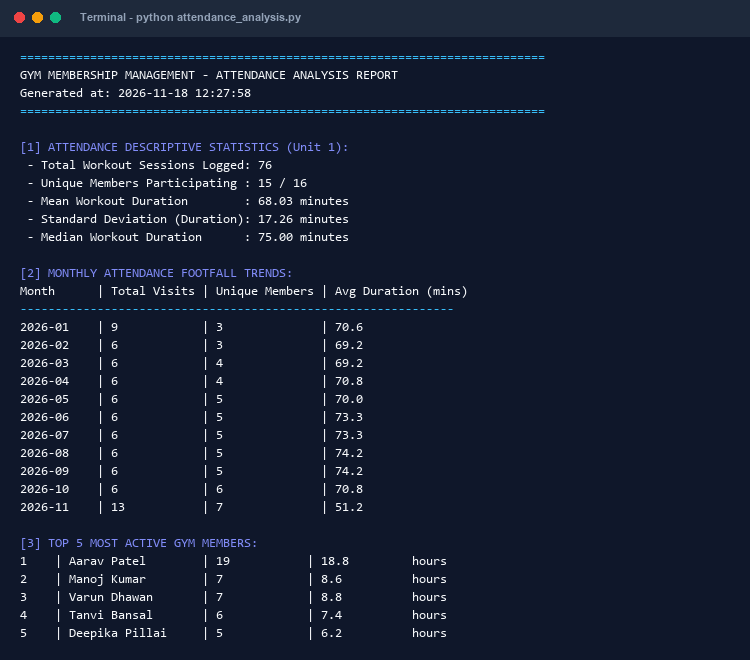 Terminal - python attendance_analysis.py
===========================================================================
GYM MEMBERSHIP MANAGEMENT - ATTENDANCE ANALYSIS REPORT
Generated at: 2026-11-18 12:27:58
===========================================================================
[1] ATTENDANCE DESCRIPTIVE STATISTICS (Unit 1):
 - Total Workout Sessions Logged: 76
 - Unique Members Participating : 15 / 16
 - Mean Workout Duration        : 68.03 minutes
 - Standard Deviation (Duration): 17.26 minutes
 - Median Workout Duration      : 75.00 minutes
[2] MONTHLY ATTENDANCE FOOTFALL TRENDS:
Month      | Total Visits | Unique Members | Avg Duration (mins)
--------------------------------------------------------------
2026-01    | 9            | 3              | 70.6
2026-02    | 6            | 3              | 69.2
2026-03    | 6            | 4              | 69.2
2026-04    | 6            | 4              | 70.8
2026-05    | 6            | 5              | 70.0
2026-06    | 6            | 5              | 73.3
2026-07    | 6            | 5              | 73.3
2026-08    | 6            | 5              | 74.2
2026-09    | 6            | 5              | 74.2
2026-10    | 6            | 6              | 70.8
2026-11    | 13           | 7              | 51.2
[3] TOP 5 MOST ACTIVE GYM MEMBERS:
1    | Aarav Patel        | 19           | 18.8         hours
2    | Manoj Kumar        | 7            | 8.6          hours
3    | Varun Dhawan       | 7            | 8.8          hours
4    | Tanvi Bansal       | 6            | 7.4          hours
5    | Deepika Pillai     | 5            | 6.2          hours